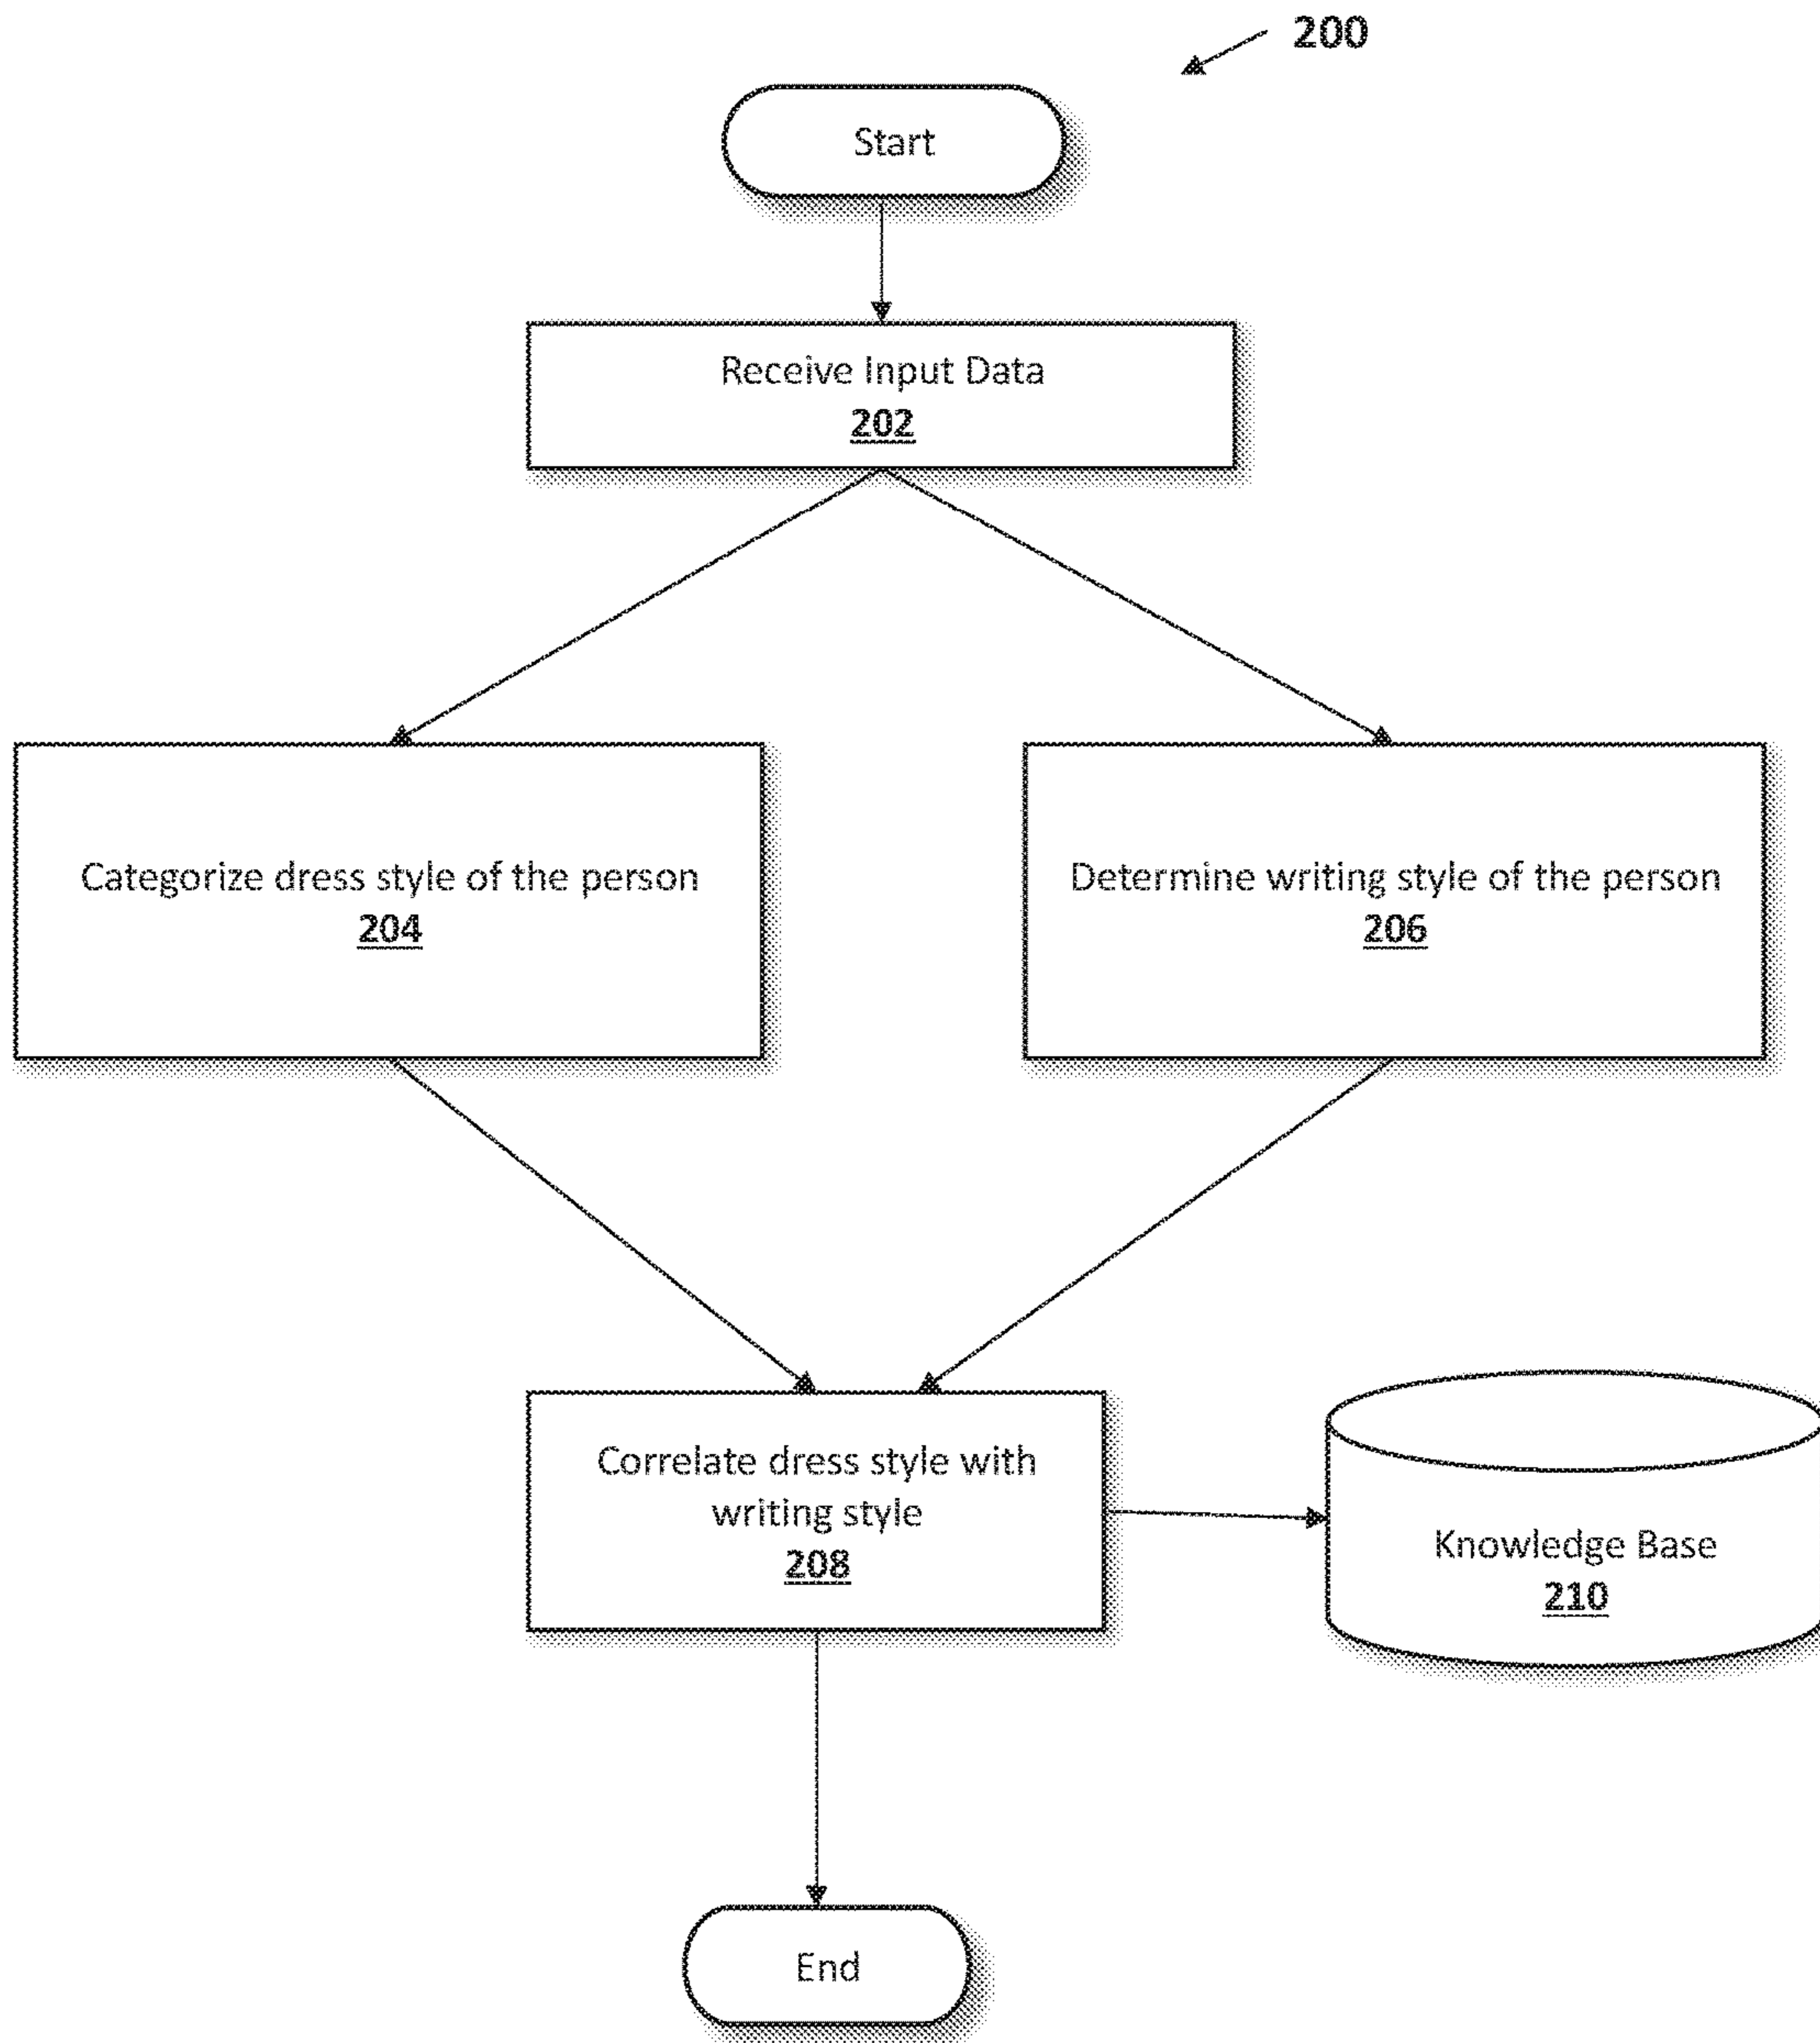 200
Start
Receive Input Data
202
Categorize dress style of the person
204
Determine writing style of the person
206
Correlate dress style with
writing style
208
Knowledge Base
210
End